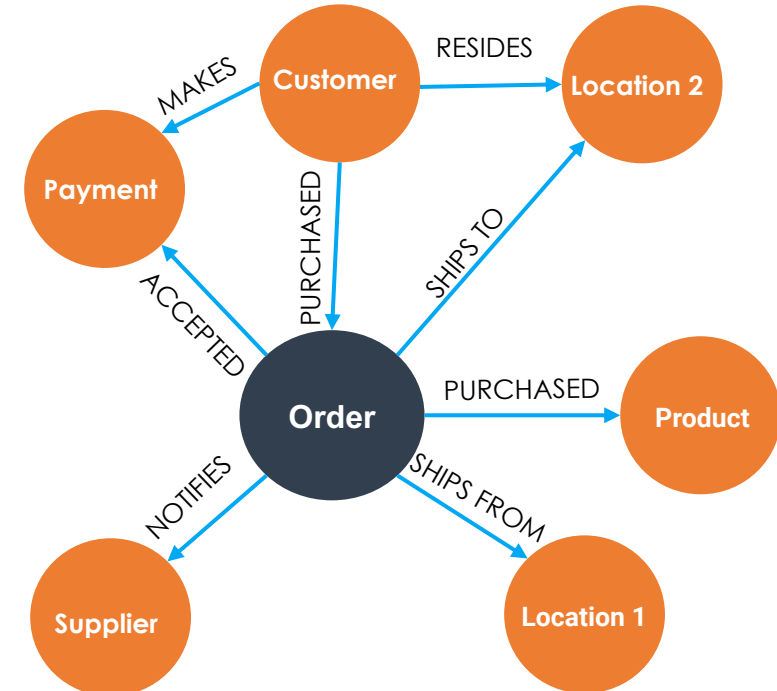 RESIDES
MAKES
Customer
Location 2
Payment
PURCHASED
SHIPS TO
ACCEPTED
PURCHASED
Order
Product
NOTIFIES
SHIPS FROM
Supplier
Location 1